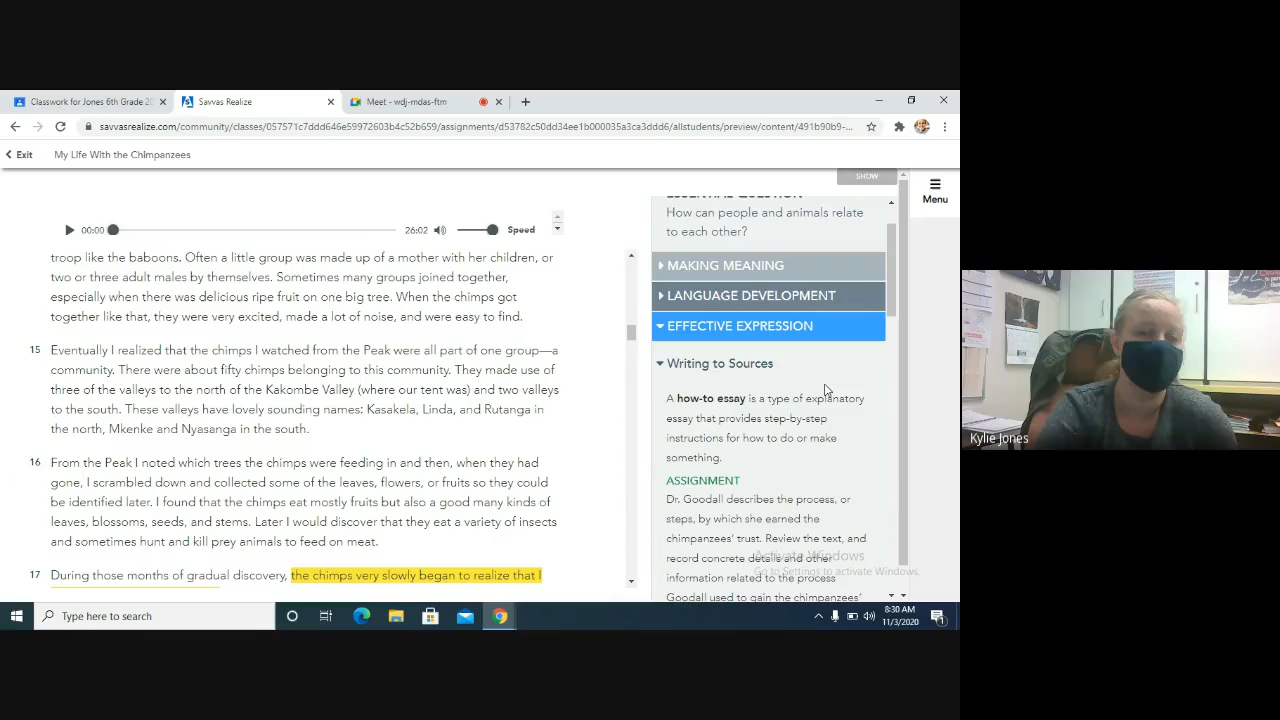 Classwork for Jones 6th Grade 20
Savvas Realize
Meet - wdj-mdas-ftm
savvasrealize.com/community/classes/057571c7ddd646e59972603b4c52b659/assignments/d53782c50dd34ee1b000035a3ca3ddd6/allstudents/preview/content/491b90b9-...
Exit
My Life With the Chimpanzees
SHOW
Menu
00:00
26:02
Speed
troop like the baboons. Often a little group was made up of a mother with her children, or
two or three adult males by themselves. Sometimes many groups joined together,
especially when there was delicious ripe fruit on one big tree. When the chimps got
together like that, they were very excited, made a lot of noise, and were easy to find.
15 Eventually I realized that the chimps I watched from the Peak were all part of one group—a
community. There were about fifty chimps belonging to this community. They made use of
three of the valleys to the north of the Kakombe Valley (where our tent was) and two valleys
to the south. These valleys have lovely sounding names: Kasakela, Linda, and Rutanga in
the north, Mkenke and Nyasanga in the south.
16 From the Peak I noted which trees the chimps were feeding in and then, when they had
gone, I scrambled down and collected some of the leaves, flowers, or fruits so they could
be identified later. I found that the chimps eat mostly fruits but also a good many kinds of
leaves, blossoms, seeds, and stems. Later I would discover that they eat a variety of insects
and sometimes hunt and kill prey animals to feed on meat.
17 During those months of gradual discovery, the chimps very slowly began to realize that I
ESSENTIAL QUESTION
How can people and animals relate
to each other?
MAKING MEANING
LANGUAGE DEVELOPMENT
EFFECTIVE EXPRESSION
Writing to Sources
A how-to essay is a type of explanatory
essay that provides step-by-step
instructions for how to do or make
something.
ASSIGNMENT
Dr. Goodall describes the process, or
steps, by which she earned the
chimpanzees' trust. Review the text, and
record concrete details and other
information related to the process
Goodall used to gain the chimpanzees'
Activate Windows
Go to Settings to activate Windows.
Type here to search
8:30 AM
11/3/2020
1
Kylie Jones